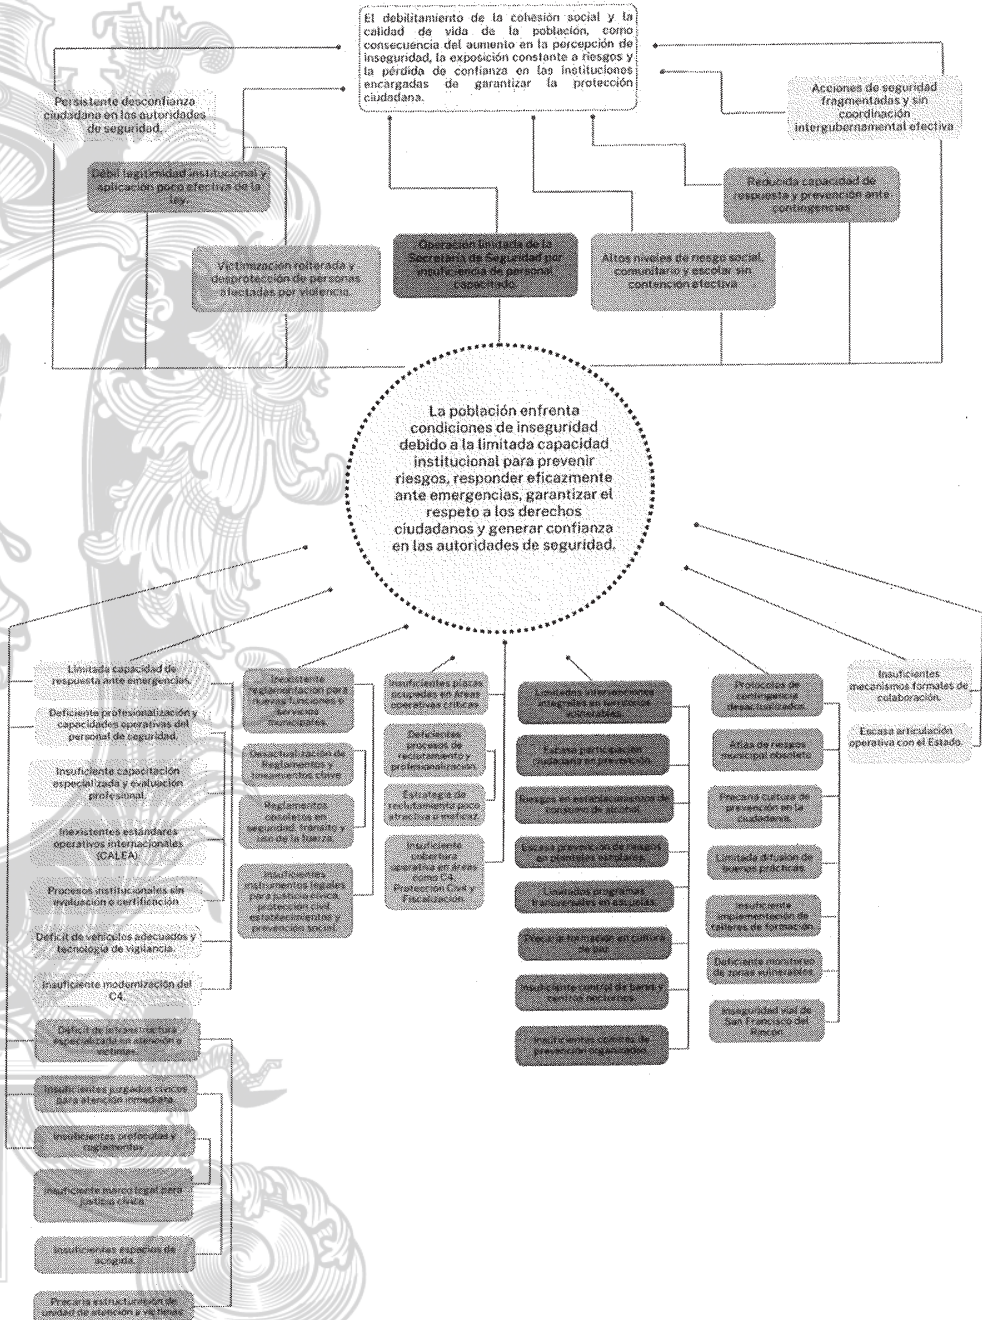 El debilitamiento de la cohesión social y la
calidad de vida de la población, como
consecuencia del aumento en la percepción de
inseguridad, la exposición constante a riesgos y
la pérdida de confianza en las instituciones
encargadas de garantizar la protección
ciudadana.
Persistente desconfianza
ciudadana en las autoridades
de seguridad.
Acciones de seguridad
fragmentadas y sin
coordinación
intergubernamental efectiva
Débil legitimidad institucional y
aplicación poco efectiva de la
ley.
Reducida capacidad de
respuesta y prevención ante
contingencias
Victimización reiterada y
desprotección de personas
afectadas por violencia.
Operación limitada de la
Secretaría de Seguridad por
insuficiencia de personal
capacitado.
Altos niveles de riesgo social,
comunitario y escolar sin
contención efectiva
La población enfrenta
condiciones de inseguridad
debido a la limitada capacidad
institucional para prevenir
riesgos, responder eficazmente
ante emergencias, garantizar el
respeto a los derechos
ciudadanos y generar confianza
en las autoridades de seguridad.
Limitada capacidad de
respuesta ante emergencias.
Deficiente profesionalización y
capacidades operativas del
personal de seguridad.
Insuficiente capacitación
especializada y evaluación
profesional.
Inexistentes estándares
operativos internacionales
(CALEA)
Procesos institucionales sin
evaluación o certificación
Déficit de vehículos adecuados y
tecnología de vigilancia.
Insuficiente modernización del
C4.
Déficit de infraestructura
especializada en atención a
víctimas.
Insuficientes juzgados cívicos
para atención inmediata.
Insuficientes protocolos y
reglamentos
Insuficiente marco legal para
justicia cívica
Insuficientes espacios de
acogida.
Precaria estructuración de
unidad de atención a víctimas
Inexistente
reglamentación para
nuevas funciones o
servicios
municipales.
Desactualización de
Reglamentos y
lineamientos clave
Reglamentos
obsoletos en
seguridad, tránsito y
uso de la fuerza.
Insuficientes
instrumentos legales
para justicia cívica,
protección civil,
establecimientos y
prevención social.
Insuficientes plazas
ocupadas en áreas
operativas críticas
Deficientes
procesos de
reclutamiento y
profesionalización.
Estrategia de
reclutamiento poco
atractiva o ineficaz
Insuficiente
cobertura
operativa en áreas
como C4,
Protección Civil y
Fiscalización.
Limitadas intervenciones
integrales en territorios
vulnerables.
Escasa participación
ciudadana en prevención.
Riesgos en establecimientos de
consumo de alcohol.
Escasa prevención de riesgos
en planteles escolares.
Limitados programas
transversales en escuelas.
Precaria formación en cultura
de paz
Insuficiente control de bares y
centros nocturnos.
Insuficientes comités de
prevención organizados.
Protocolos de
contingencia
desactualizados.
Atlas de riesgos
municipal obsoleto
Precaria cultura de
prevención en la
ciudadanía.
Limitada difusión de
buenas prácticas
Insuficiente
implementación de
talleres de formación.
Deficiente monitoreo
de zonas vulnerables.
Inseguridad vial de
San Francisco del
Rincón
Insuficientes
mecanismos formales de
colaboración.
Escasa articulación
operativa con el Estado.